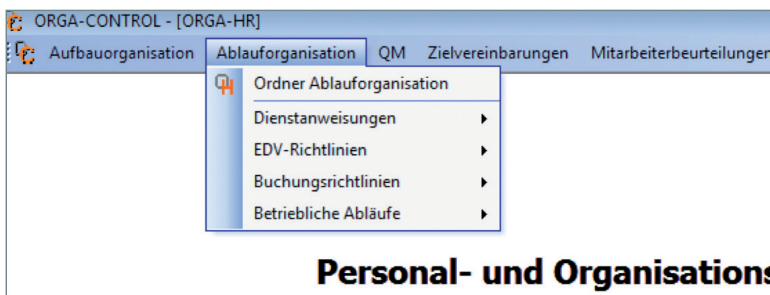 ORGA-CONTROL - [ORGA-HR]
Aufbauorganisation Ablauforganisation QM Zielvereinbarungen Mitarbeiterbeurteilungen
Ordner Ablauforganisation
Dienstanweisungen
EDV-Richtlinien
Buchungsrichtlinien
Betriebliche Abläufe
Personal- und Organisations